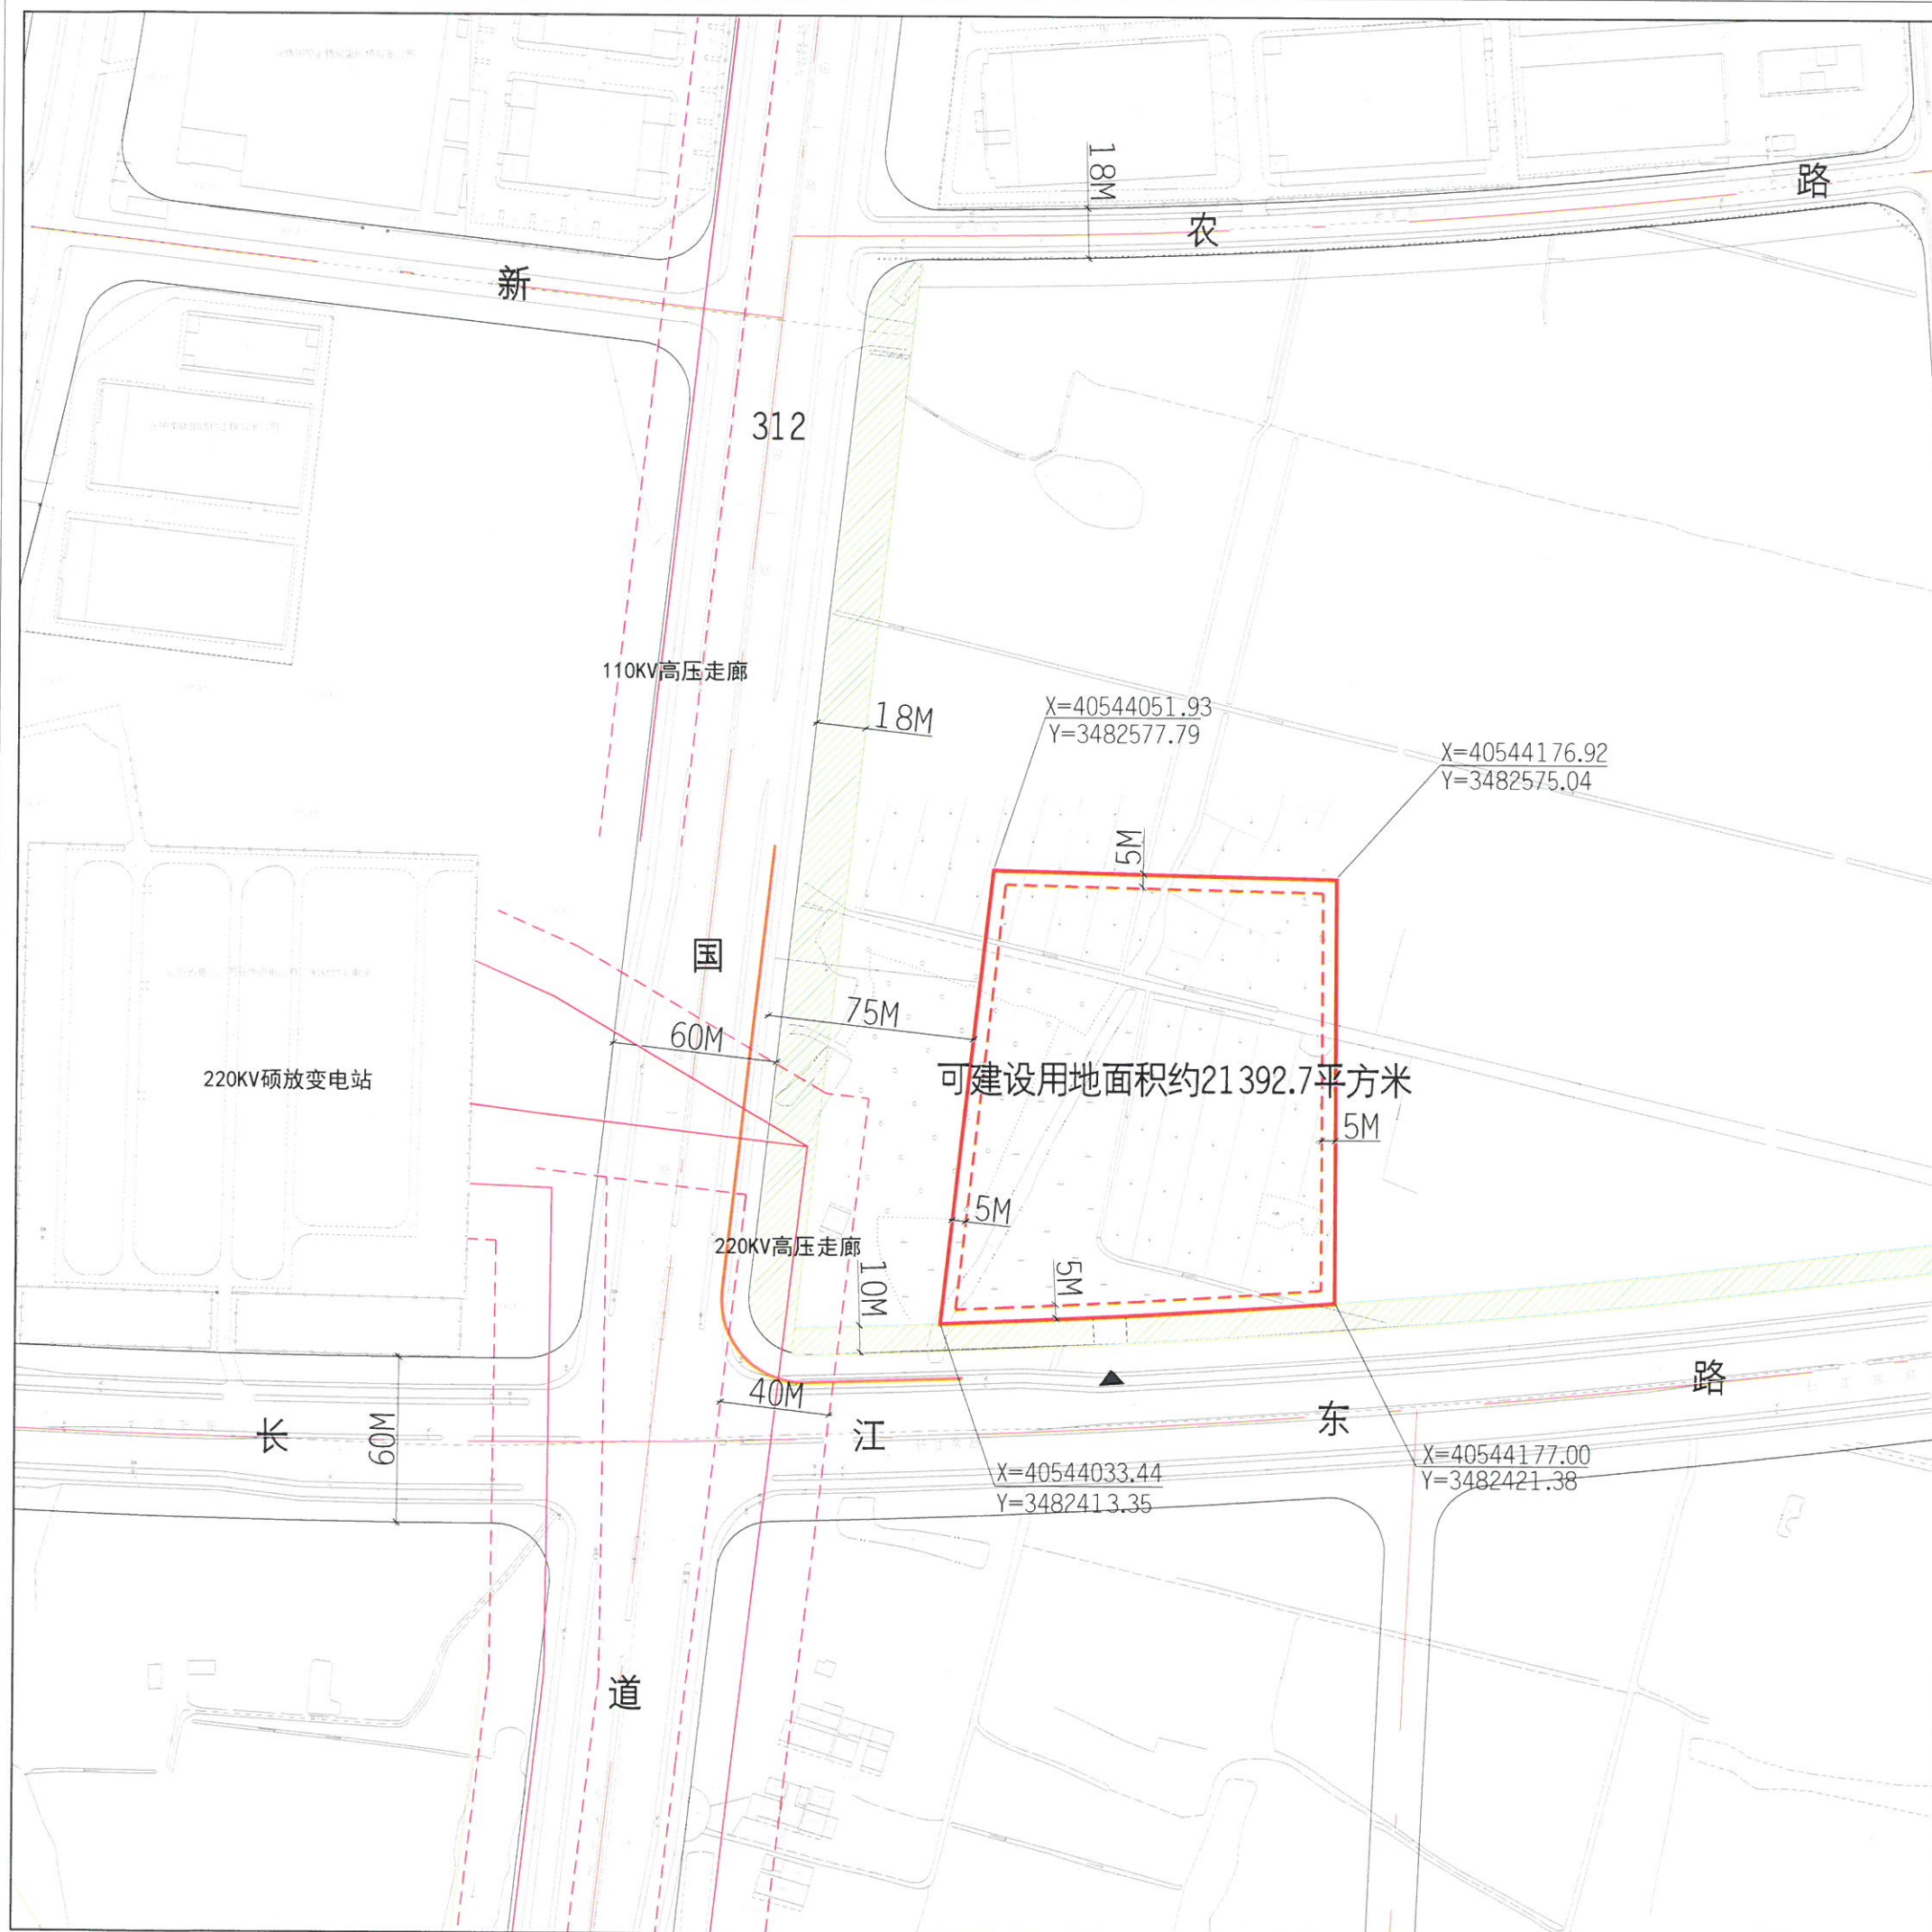 18M
路
农
新
312
110KV高压走廊
18M
X=40544051.93
Y=3482577.79
X=40544176.92
Y=3482575.04
5M
国
75M
60M
220KV硕放变电站
可建设用地面积约21392.7平方米
5M
5M
220KV高压走廊
10M
5M
40M
长
60M
江
东
路
X=40544033.44
Y=3482413.35
X=40544177.00
Y=3482421.38
道